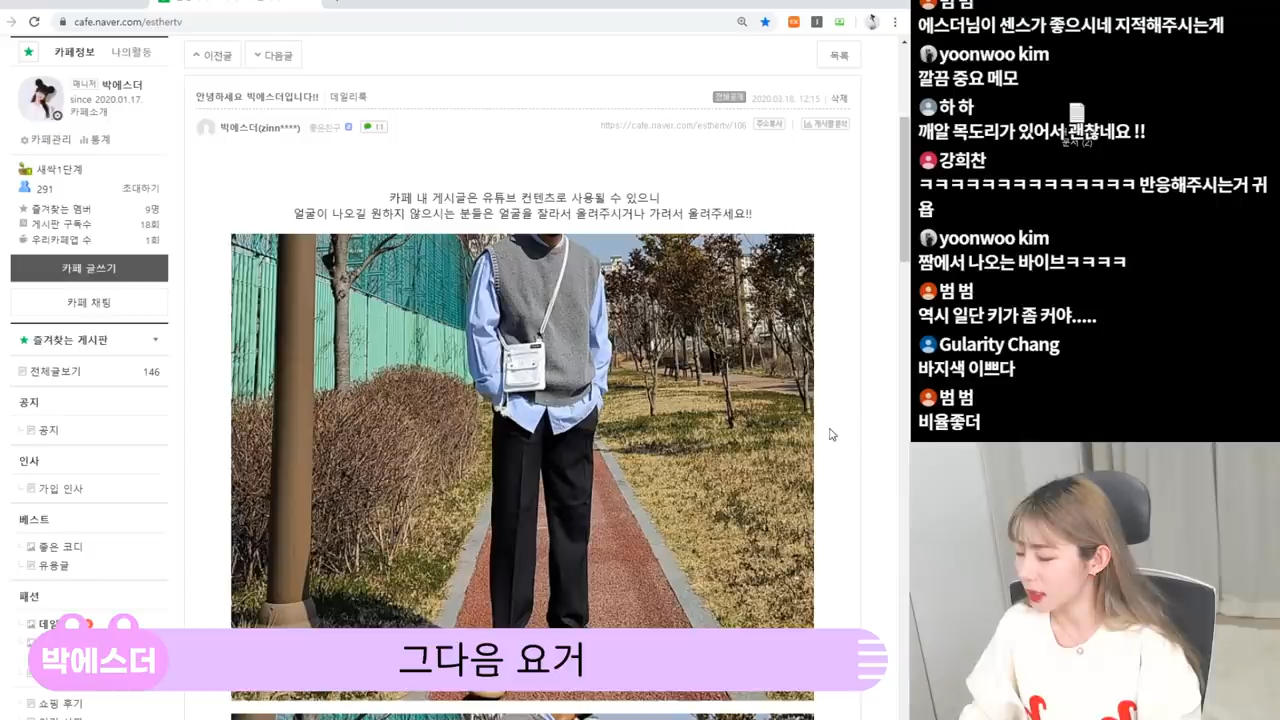 cafe.naver.com/esthertv
카페정보 나의활동
매니저 박에스더
since 2020.01.17.
카페소개
카페관리 통계
새싹1단계
291 초대하기
즐겨찾는 멤버 9명
게시판 구독수 18회
우리카페앱 수 1회
카페 글쓰기
카페 채팅
즐겨찾는 게시판
전체글보기 146
공지
공지
인사
가입 인사
베스트
좋은 코디
유용글
패션
쇼핑 후기
이전글 다음글 목록
안녕하세요 빅에스더입니다!! 데일리룩 전체공개 2020.03.18. 12:15 삭제
박에스더(zinn****) 좋은친구 11 https://cafe.naver.com/esthertv/106 주소복사
카페 내 게시글은 유튜브 컨텐츠로 사용될 수 있으니
얼굴이 나오길 원하지 않으시는 분들은 얼굴을 잘라서 올려주시거나 가려서 올려주세요!!
범 범
에스더님이 센스가 좋으시네 지적해주시는게
yoonwoo kim
깔끔 중요 메모
하 하
깨알 목도리가 있어서 괜찮네요 !!
강희찬
ㅋㅋㅋㅋㅋㅋㅋㅋㅋㅋㅋㅋㅋㅋ 반응해주시는거 귀
욥
yoonwoo kim
짬에서 나오는 바이브ㅋㅋㅋㅋ
범 범
역시 일단 키가 좀 커야.....
Gularity Chang
바지색 이쁘다
범 범
비율좋더
박에스더
그다음 요거